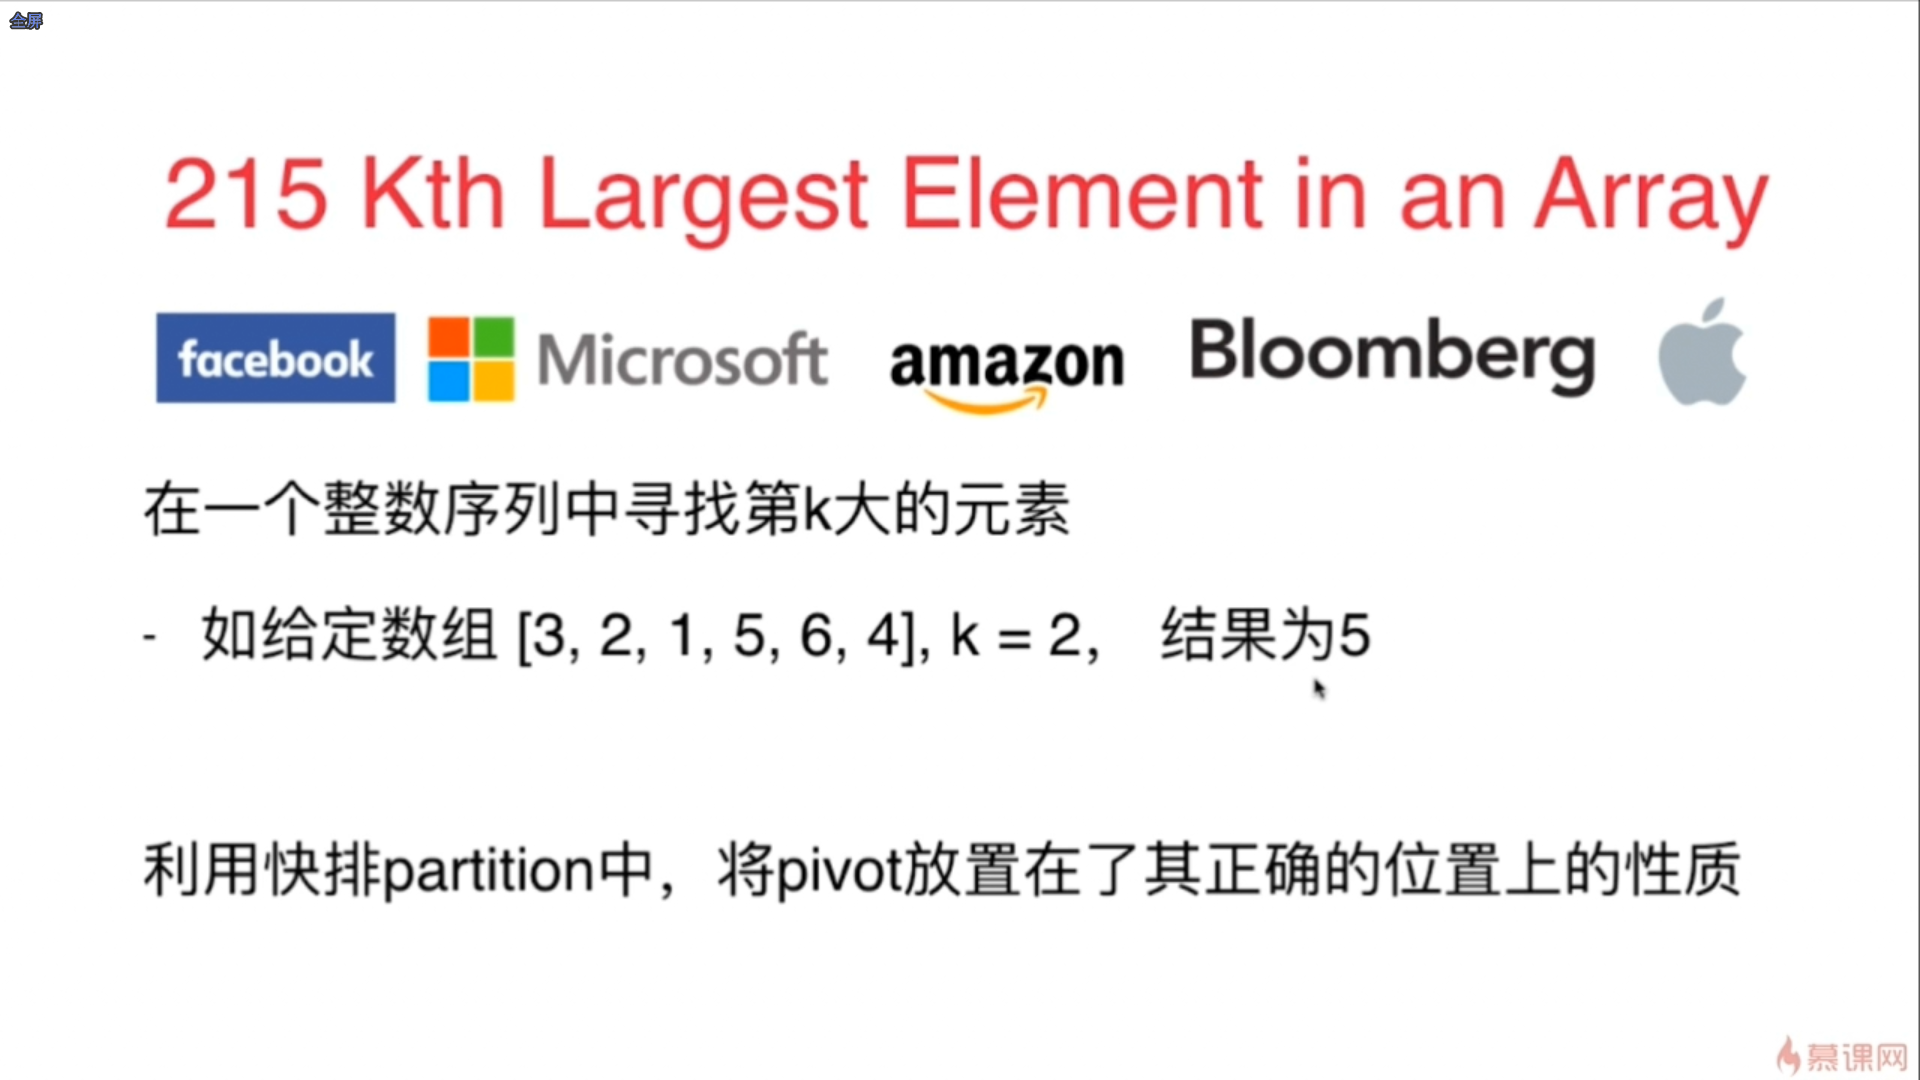 全屏
215 Kth Largest Element in an Array
facebook Microsoft amazon Bloomberg
在一个整数序列中寻找第k大的元素
- 如给定数组 [3, 2, 1, 5, 6, 4], k = 2， 结果为5
利用快排partition中，将pivot放置在了其正确的位置上的性质
慕课网